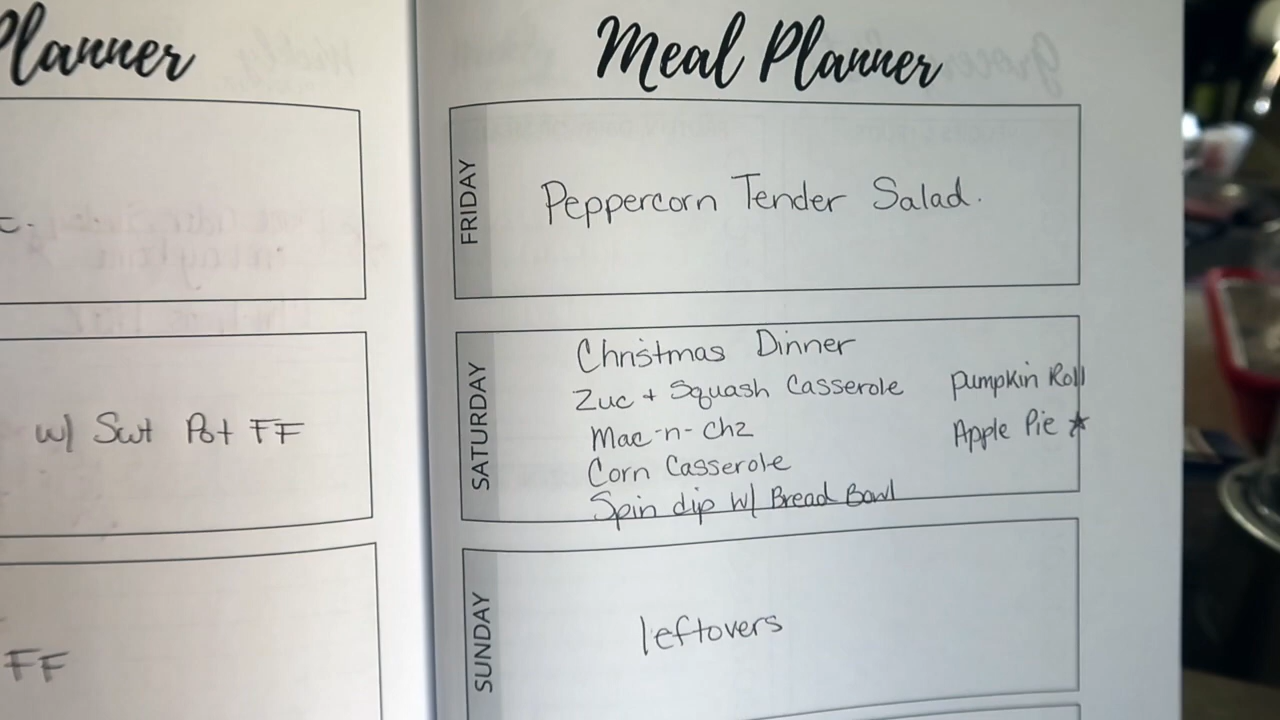 Planner
w/ Swt Pot FF
FF
Meal Planner
FRIDAY
Peppercorn Tender Salad.
SATURDAY
Christmas Dinner
Zuc + Squash Casserole
Mac-n-chz
Corn Casserole
Spin dip w/ Bread Bowl
Pumpkin Roll
Apple Pie ★
SUNDAY
leftovers